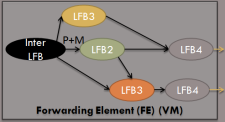 LFB3
Inter
LFB
P+M
LFB2
LFB4
LFB3
LFB4
Forwarding Element (FE) (VM)